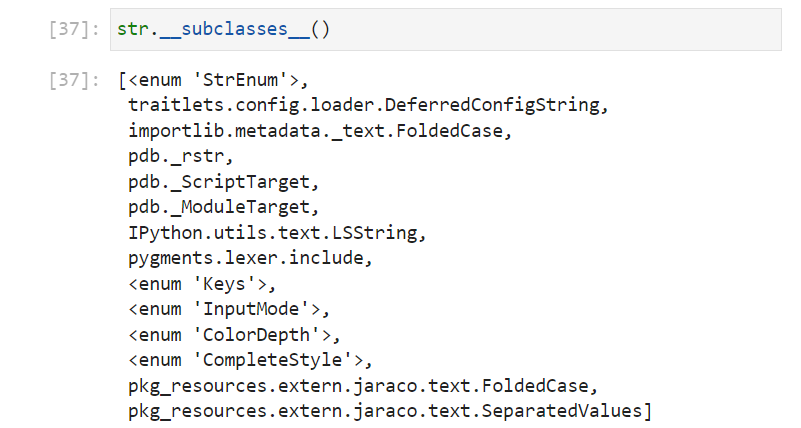 [37]: str.__subclasses__()
[37]: [<enum 'StrEnum'>,
traitlets.config.loader.DeferredConfigString,
importlib.metadata._text.FoldedCase,
pdb._rstr,
pdb._ScriptTarget,
pdb._ModuleTarget,
IPython.utils.text.LSString,
pygments.lexer.include,
<enum 'Keys'>,
<enum 'InputMode'>,
<enum 'ColorDepth'>,
<enum 'CompleteStyle'>,
pkg_resources.extern.jaraco.text.FoldedCase,
pkg_resources.extern.jaraco.text.SeparatedValues]